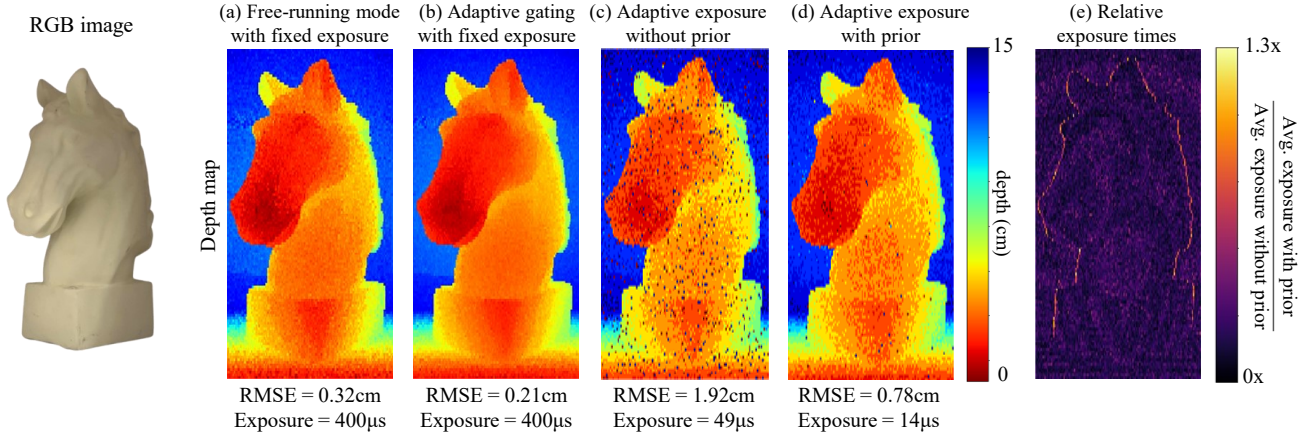 RGB image
(a) Free-running mode
with fixed exposure
(b) Adaptive gating
with fixed exposure
(c) Adaptive exposure
without prior
(d) Adaptive exposure
with prior
(e) Relative
exposure times
Depth map
15
depth (cm)
0
1.3x
Avg. exposure with prior
Avg. exposure without prior
0x
RMSE = 0.32cm
Exposure = 400μs
RMSE = 0.21cm
Exposure = 400μs
RMSE = 1.92cm
Exposure = 49μs
RMSE = 0.78cm
Exposure = 14μs